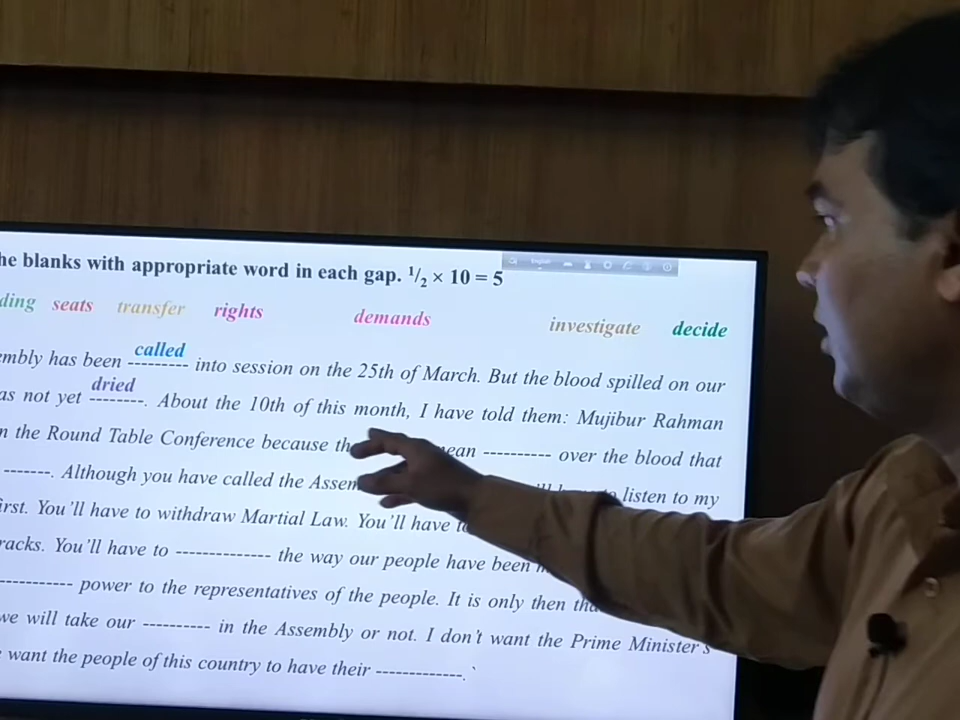 he blanks with appropriate word in each gap. ¹/₂ × 10 = 5
ding seats transfer rights demands investigate decide
called
embly has been --------- into session on the 25th of March. But the blood spilled on our
dried
as not yet --------. About the 10th of this month, I have told them: Mujibur Rahman
n the Round Table Conference because ean ---------- over the blood that
-------. Although you have called the listen to my
irst. You'll have to withdraw Martial Law. You'll have
racks. You'll have to -------------- the way our people have been
----------- power to the representatives of the people. It is only then
we will take our ---------- in the Assembly or not. I don't want the Prime Minister's
want the people of this country to have their -------------.`